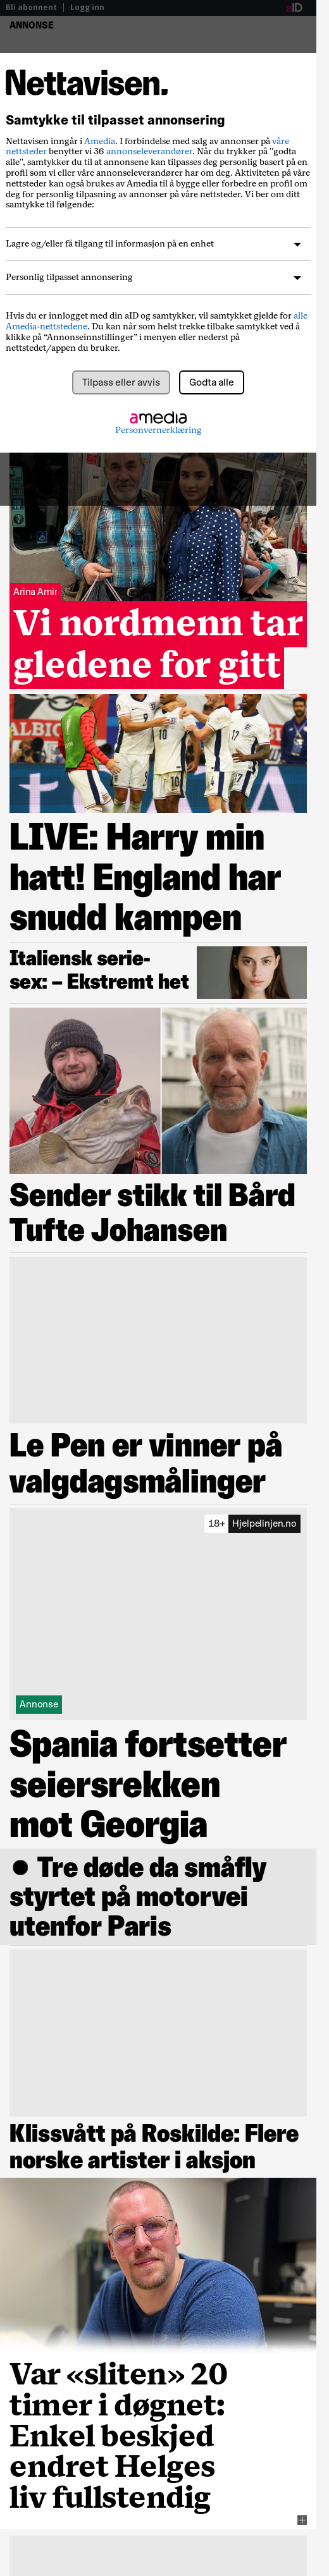 Bli abonnent | Logg inn
aID
ANNONSE
Nettavisen.
Samtykke til tilpasset annonsering
Nettavisen inngår i Amedia. I forbindelse med salg av annonser på våre
nettsteder benytter vi 36 annonseleverandører. Når du trykker på "godta
alle", samtykker du til at annonsene kan tilpasses deg personlig basert på en
profil som vi eller våre annonseleverandører har om deg. Aktiviteten på våre
nettsteder kan også brukes av Amedia til å bygge eller forbedre en profil om
deg for personlig tilpasning av annonser på våre nettsteder. Vi ber om ditt
samtykke til følgende:
Lagre og/eller få tilgang til informasjon på en enhet
Personlig tilpasset annonsering
Hvis du er innlogget med din aID og samtykker, vil samtykket gjelde for alle
Amedia-nettstedene. Du kan når som helst trekke tilbake samtykket ved å
klikke på “Annonseinnstillinger” i menyen eller nederst på
nettstedet/appen du bruker.
Tilpass eller avvis
Godta alle
amedia
Personvernerklæring
Arina Amir
Vi nordmenn tar
gledene for gitt
LIVE: Harry min
hatt! England har
snudd kampen
Italiensk serie-
sex: – Ekstremt het
Sender stikk til Bård
Tufte Johansen
Le Pen er vinner på
valgdagsmålinger
18+ Hjelpelinjen.no
Annonse
Spania fortsetter
seiersrekken
mot Georgia
Tre døde da småfly
styrtet på motorvei
utenfor Paris
Klissvått på Roskilde: Flere
norske artister i aksjon
Var «sliten» 20
timer i døgnet:
Enkel beskjed
endret Helges
liv fullstendig